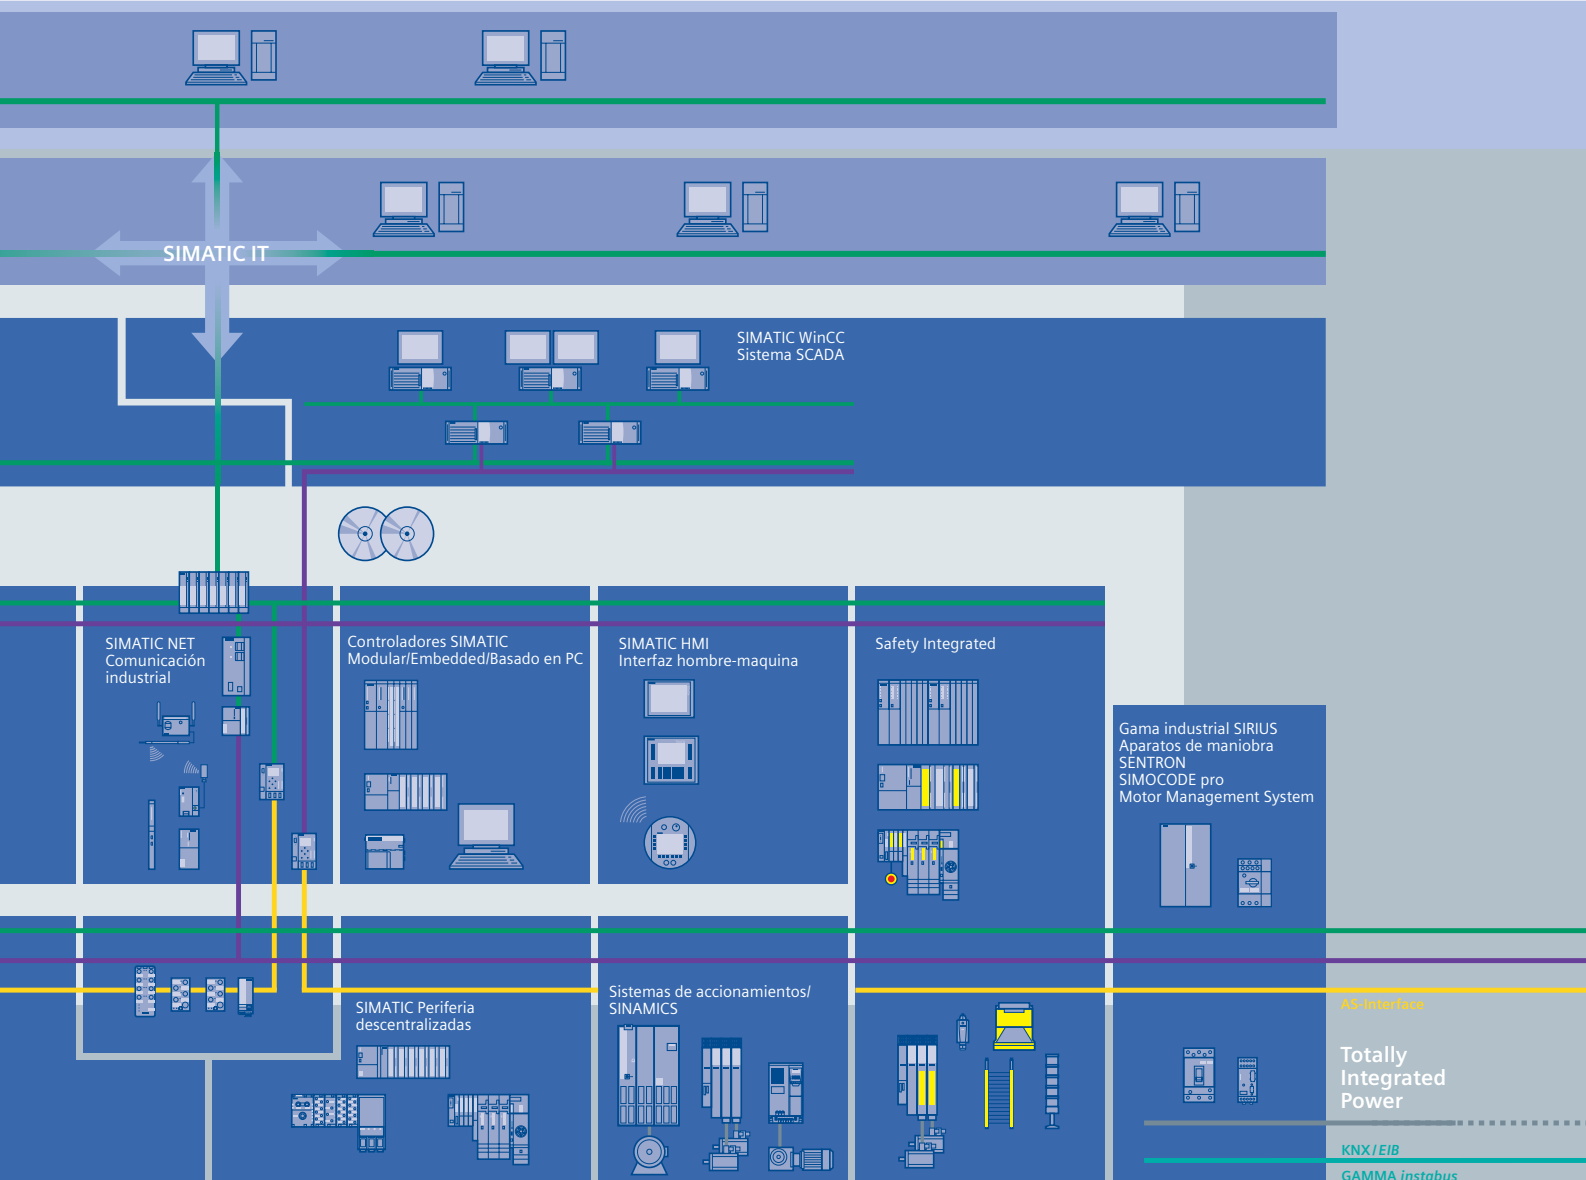 SIMATIC IT
SIMATIC WinCC
Sistema SCADA
SIMATIC NET
Comunicación
industrial
Controladores SIMATIC
Modular/Embedded/Basado en PC
SIMATIC HMI
Interfaz hombre-maquina
Safety Integrated
Gama industrial SIRIUS
Aparatos de maniobra
SENTRON
SIMOCODE pro
Motor Management System
SIMATIC Periferia
descentralizadas
Sistemas de accionamientos/
SINAMICS
AS-Interface
Totally
Integrated
Power
KNX/EIB
GAMMA instabus